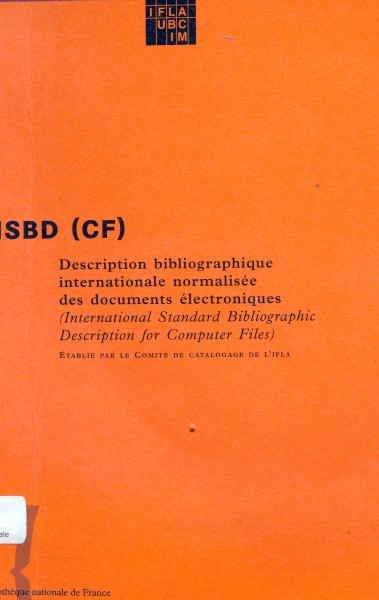 IFLA
UBC
IM
ISBD (CF)
Description bibliographique
internationale normalisée
des documents électroniques
(International Standard Bibliographic
Description for Computer Files)
ÉTABLIE PAR LE COMITÉ DE CATALOGAGE DE L'IFLA
ale
othèque nationale de France